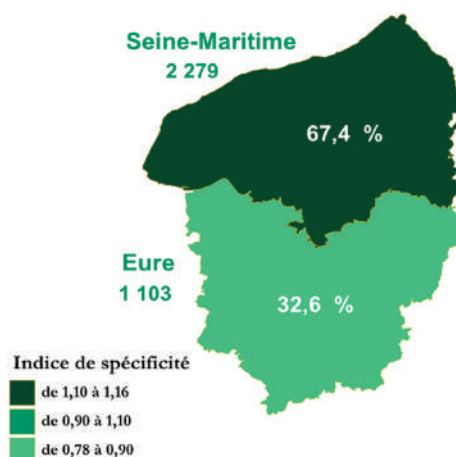 Seine-Maritime
2 279
67,4 %
Eure
1 103
32,6 %
Indice de spécificité
de 1,10 à 1,16
de 0,90 à 1,10
de 0,78 à 0,90